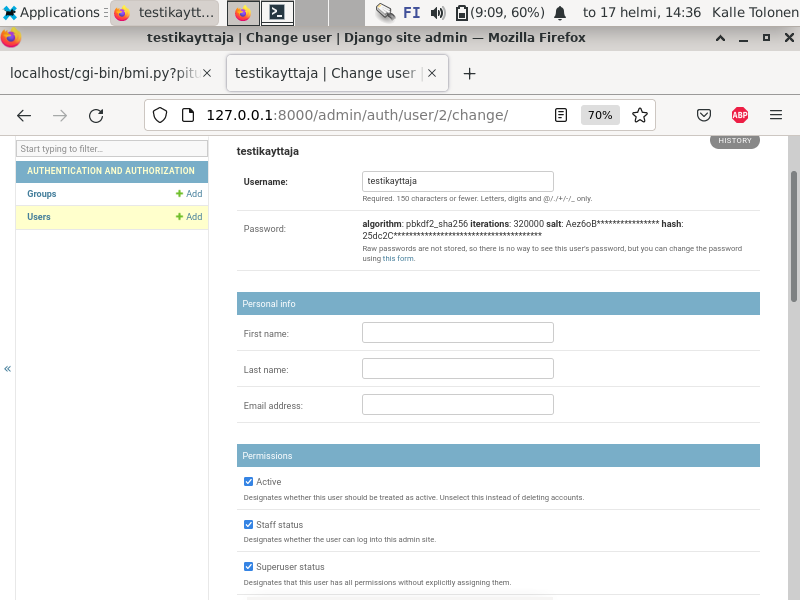 Applications testikaytt... FI (9:09, 60%) to 17 helmi, 14:36 Kalle Tolonen
testikayttaja | Change user | Django site admin — Mozilla Firefox
localhost/cgi-bin/bmi.py?pitu testikayttaja | Change user |
127.0.0.1:8000/admin/auth/user/2/change/ 70% ABP
Start typing to filter...
HISTORY
AUTHENTICATION AND AUTHORIZATION
Groups Add
Users Add
«
testikayttaja
Username: testikayttaja
Required. 150 characters or fewer. Letters, digits and @/./+/-/_ only.
Password: algorithm: pbkdf2_sha256 iterations: 320000 salt: Aez6oB**************** hash:
25dc2C**************************************
Raw passwords are not stored, so there is no way to see this user's password, but you can change the password
using this form.
Personal info
First name:
Last name:
Email address:
Permissions
Active
Designates whether this user should be treated as active. Unselect this instead of deleting accounts.
Staff status
Designates whether the user can log into this admin site.
Superuser status
Designates that this user has all permissions without explicitly assigning them.